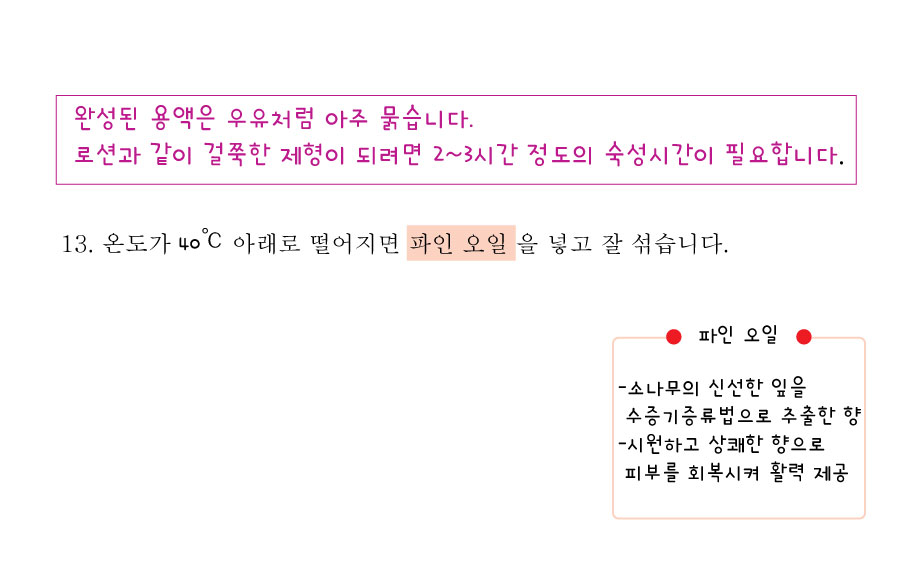 완성된 용액은 우유처럼 아주 묽습니다.
로션과 같이 걸쭉한 제형이 되려면 2~3시간 정도의 숙성시간이 필요합니다.
13. 온도가 40℃ 아래로 떨어지면 파인 오일 을 넣고 잘 섞습니다.
파인 오일
-소나무의 신선한 잎을
수증기증류법으로 추출한 향
-시원하고 상쾌한 향으로
피부를 회복시켜 활력 제공